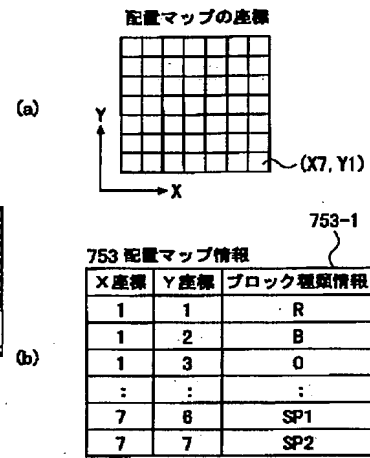 配置マップの座標
(a)
Y
X
(X7, Y1)
753-1
753 配置マップ情報
X座標 Y座標 ブロック種類情報
1 1 R
1 2 B
1 3 O
: : :
7 6 SP1
7 7 SP2
(b)